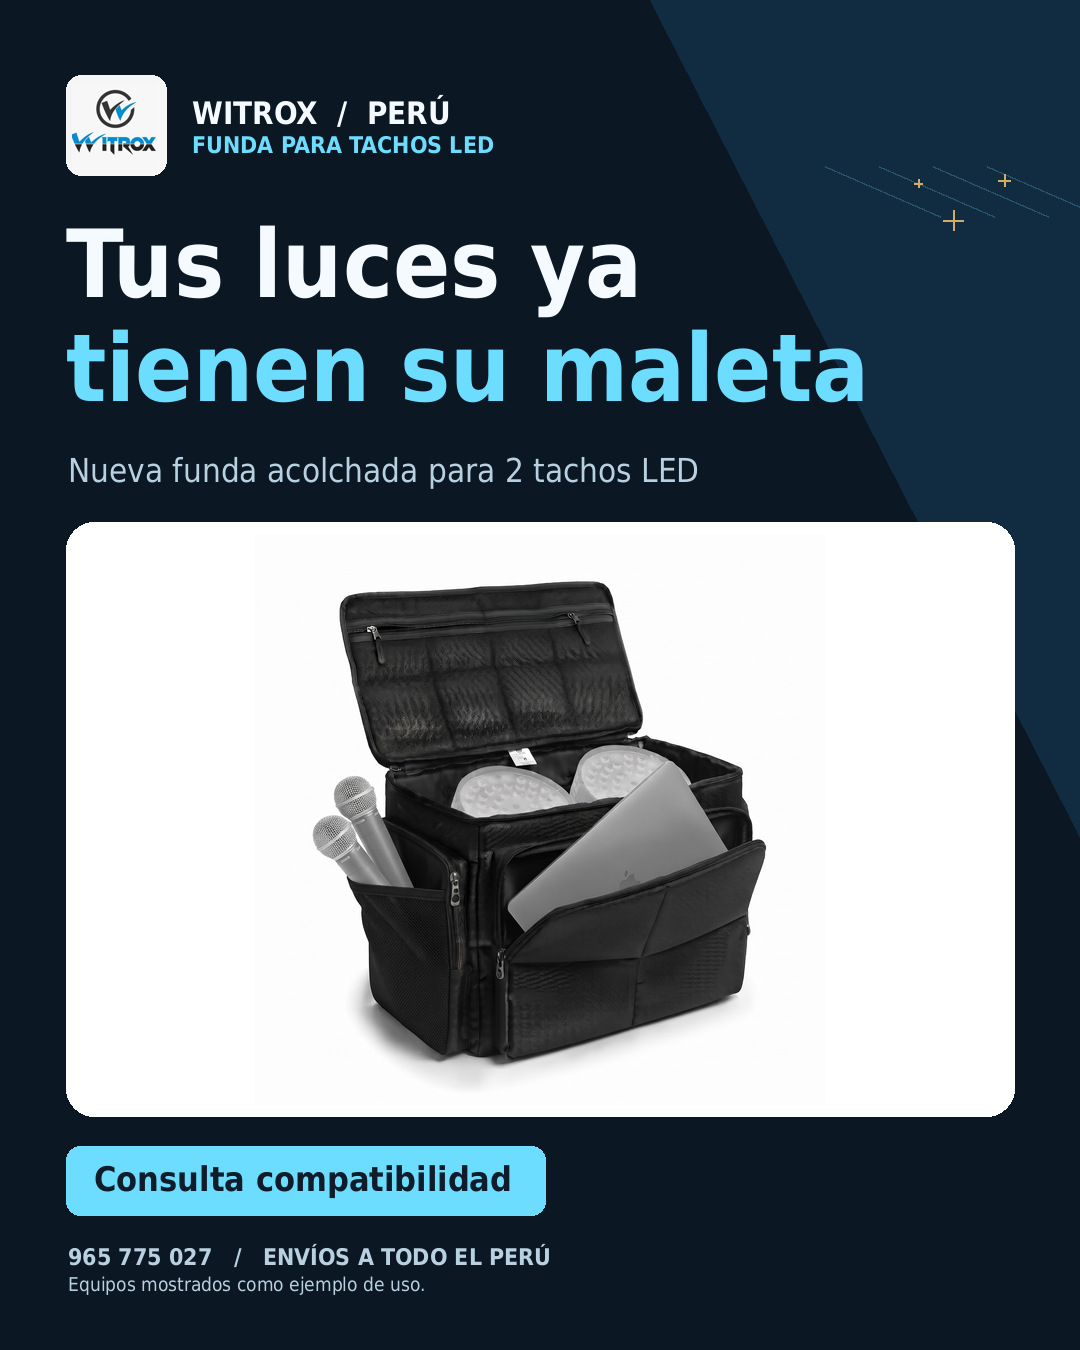 WITROX
WITROX / PERÚ
FUNDA PARA TACHOS LED
Tus luces ya
tienen su maleta
Nueva funda acolchada para 2 tachos LED
Consulta compatibilidad
965 775 027 / ENVÍOS A TODO EL PERÚ
Equipos mostrados como ejemplo de uso.